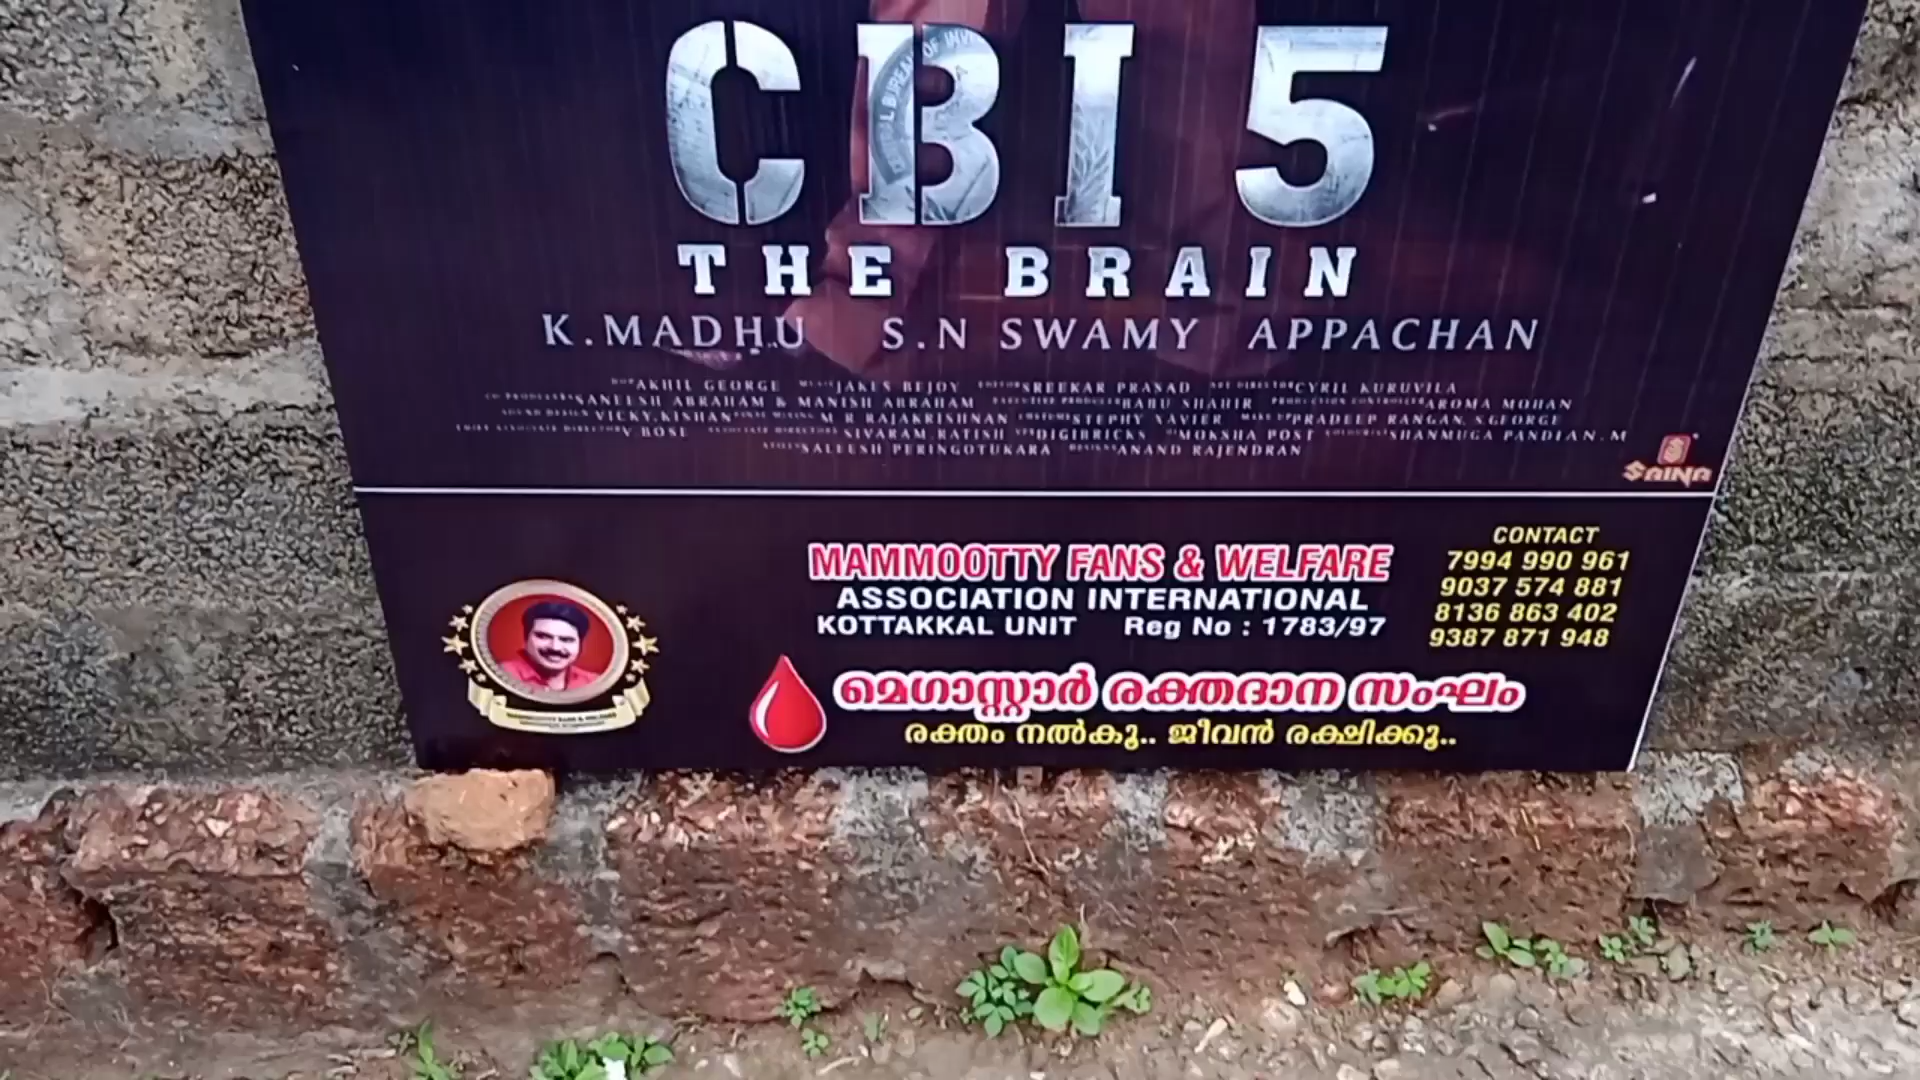 CBI 5
THE BRAIN
K.MADHU S.N SWAMY APPACHAN
AKHIL GEORGE JAKES BEJOY EDITOR SREEKAR PRASAD ART DIRECTOR CYRIL KURUVILA
CO PRODUCERS SANEESH ABRAHAM & MANISH ABRAHAM EXECUTIVE PRODUCER BABU SHAHIR PRODUCTION CONTROLLER AROMA MOHAN
SOUND DESIGN VICKY, KISHAN FINAL MIXING M R RAJAKRISHNAN COSTUME STEPHY XAVIER MAKE UP PRADEEP RANGAN, S.GEORGE
CHIEF ASSOCIATE DIRECTOR V.BOSE ASSOCIATE DIRECTORS SIVARAM, RATISH VFX DIGIBRICKS DI MOKSHA POST COLOURIST SHANMUGA PANDIAN.M
STILLS SALEESH PERINGOTUKARA DESIGNS ANAND RAJENDRAN
SAINA
MAMMOOTTY FANS & WELFARE
ASSOCIATION INTERNATIONAL
KOTTAKKAL UNIT Reg No : 1783/97
CONTACT
7994 990 961
9037 574 881
8136 863 402
9387 871 948
മെഗാസ്റ്റാർ രക്തദാന സംഘം
രക്തം നൽകൂ.. ജീവൻ രക്ഷിക്കൂ..
MAMMOOTTY FANS & WELFARE